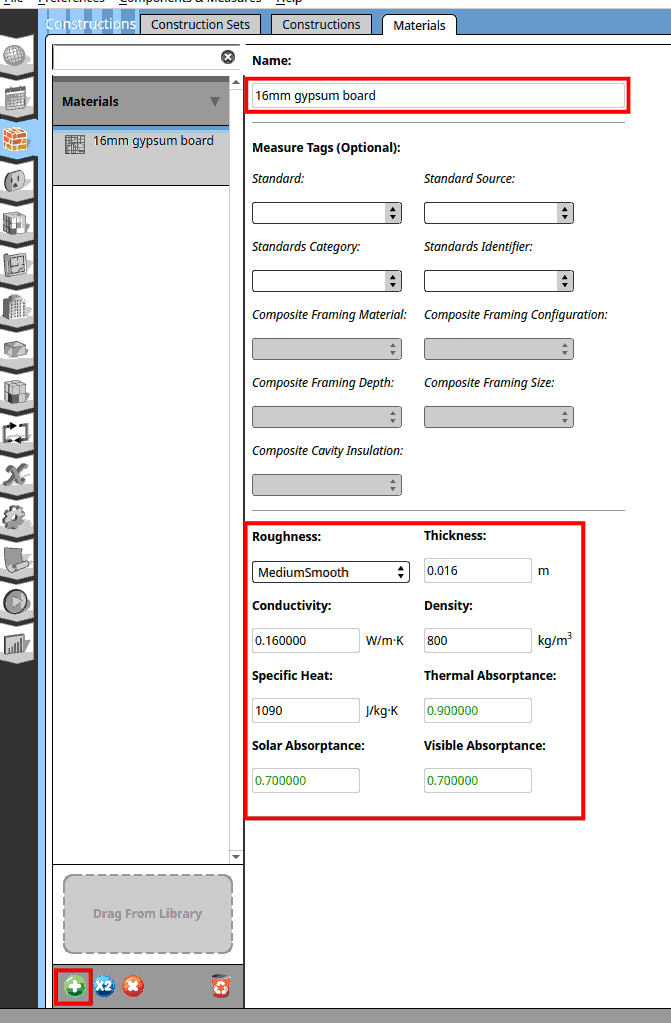 Preferences Components & Measures Help
Constructions Construction Sets Constructions Materials
Name:
Materials
16mm gypsum board
16mm gypsum board
Measure Tags (Optional):
Standard: Standard Source:
Standards Category: Standards Identifier:
Composite Framing Material: Composite Framing Configuration:
Composite Framing Depth: Composite Framing Size:
Composite Cavity Insulation:
Roughness: Thickness:
MediumSmooth 0.016 m
Conductivity: Density:
0.160000 W/m·K 800 kg/m³
Specific Heat: Thermal Absorptance:
1090 J/kg·K 0.900000
Solar Absorptance: Visible Absorptance:
0.700000 0.700000
Drag From Library
X2